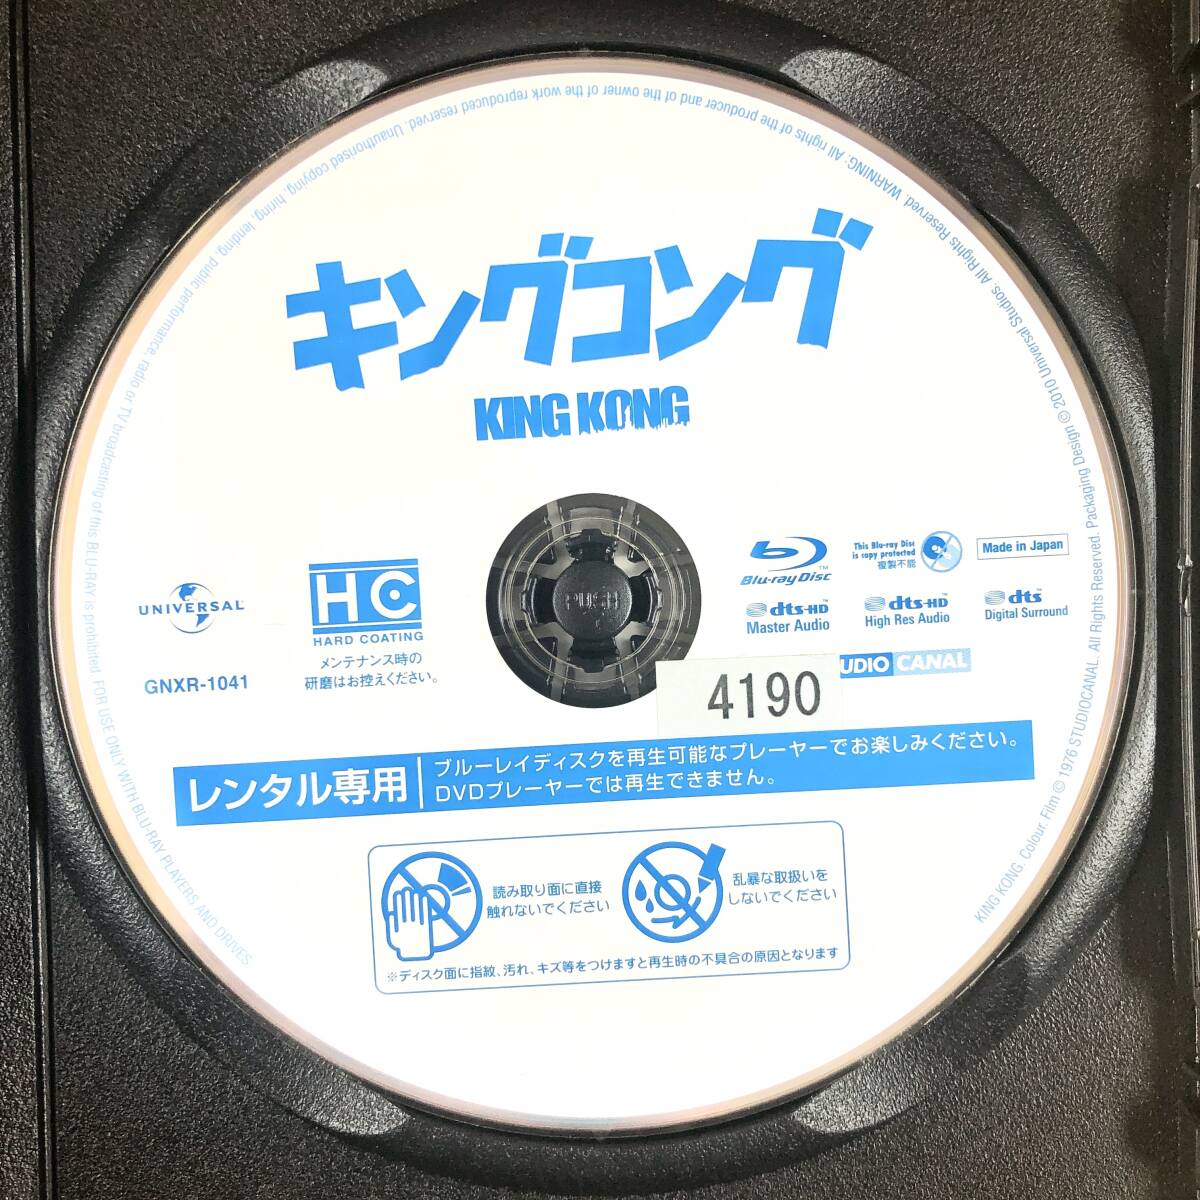 キングコング
KING KONG
UNIVERSAL
GNXR-1041
HC
HARD COATING
メンテナンス時の
研磨はお控えください。
PUSH
Blu-ray Disc™
This Blu-ray Disc
is copy protected
複製不能
Made in Japan
dts-HD
Master Audio
dts-HD
High Res Audio
dts
Digital Surround
UDIO CANAL
4190
レンタル専用
ブルーレイディスクを再生可能なプレーヤーでお楽しみください。
DVDプレーヤーでは再生できません。
読み取り面に直接
触れないでください
乱暴な取扱いを
しないでください
※ディスク面に指紋、汚れ、キズ等をつけますと再生時の不具合の原因となります
KING KONG. Colour. Film © 1976 STUDIOCANAL. All Rights Reserved. Packaging Design © 2010 Universal Studios. All Rights Reserved. WARNING: All rights of the producer and of the owner of the work reproduced reserved. Unauthorised copying, hiring, lending, public performance, radio or TV broadcasting of this BLU-RAY is prohibited. FOR USE ONLY WITH BLU-RAY PLAYERS AND DRIVES